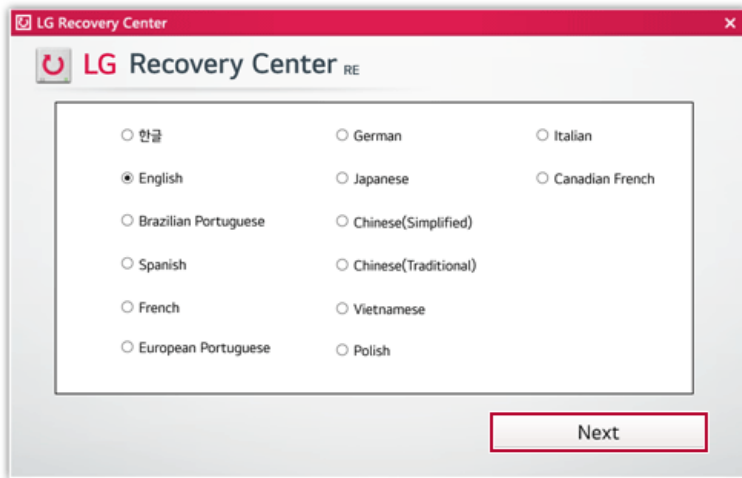 LG Recovery Center
LG Recovery Center RE
한글
English
Brazilian Portuguese
Spanish
French
European Portuguese
German
Japanese
Chinese(Simplified)
Chinese(Traditional)
Vietnamese
Polish
Italian
Canadian French
Next